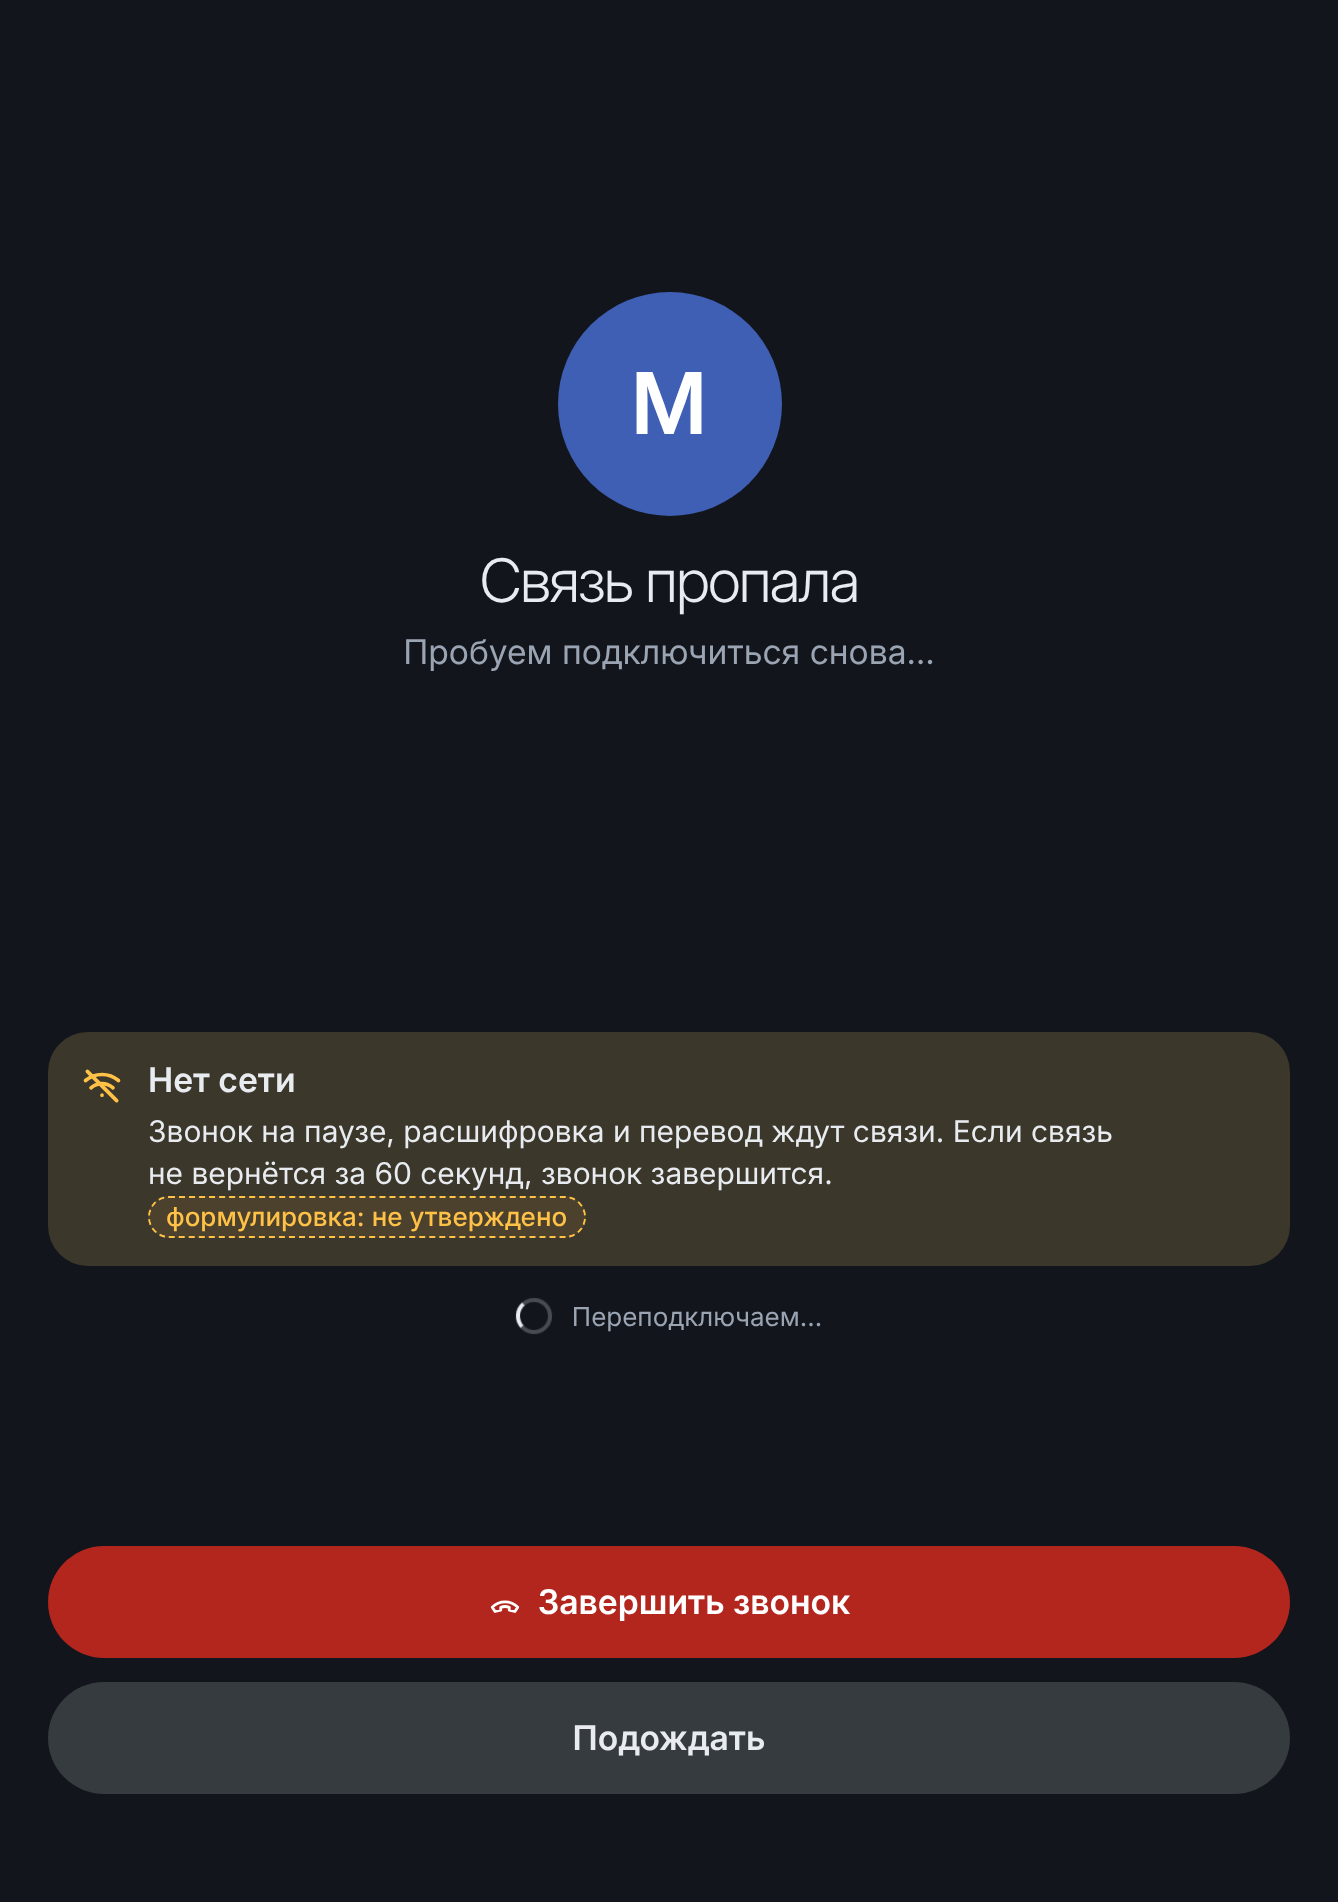 М
Связь пропала
Пробуем подключиться снова...
Нет сети
Звонок на паузе, расшифровка и перевод ждут связи. Если связь
не вернётся за 60 секунд, звонок завершится.
формулировка: не утверждено
Переподключаем...
Завершить звонок
Подождать